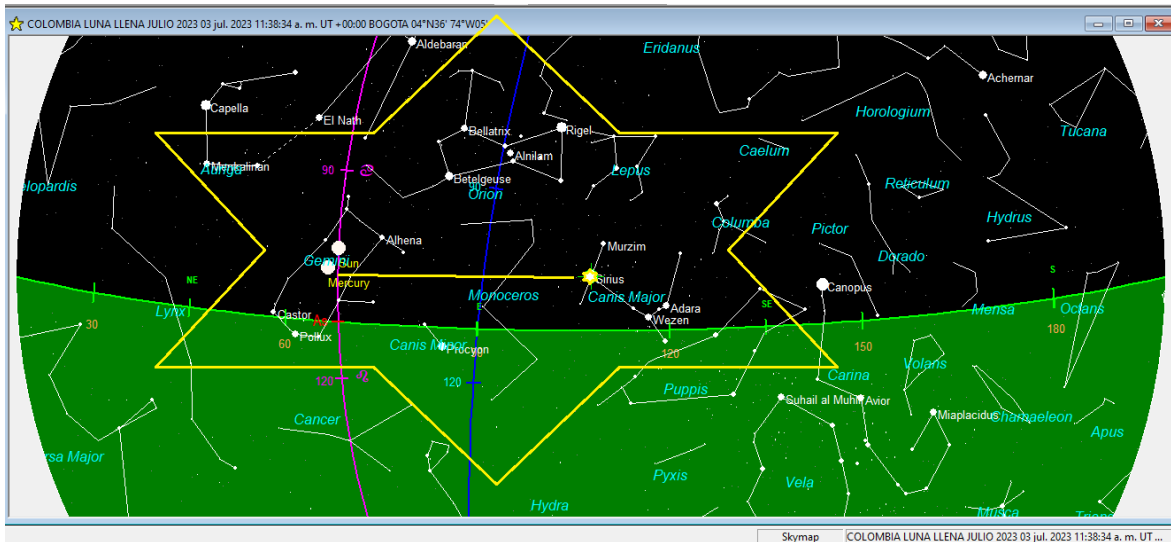 COLOMBIA LUNA LLENA JULIO 2023 03 jul. 2023 11:38:34 a. m. UT +00:00 BOGOTA 04°N36' 74°W05'
Aldebaran
Eridanus
Achernar
Capella
El Nath
Bellatrix
Rigel
Horologium
Tucana
Alnilam
Caelum
Menkalinan
Auriga
90
Lepus
elopardis
Betelgeuse
90
Orion
Reticulum
Columba
Pictor
Hydrus
Alhena
Murzim
Dorado
Gemini
Sun
Mercury
Sirius
Canopus
NE
S
Monoceros
Canis Major
Adara
SE
Mensa
Octans
Lynx
Castor
As
E
Wezen
30
180
Pollux
60
Canis Minor
Procyon
90
120
150
Volans
120
120
Puppis
Carina
Suhail al Muhlif
Avior
Miaplacidus
Chamaeleon
Apus
Cancer
ersa Major
Pyxis
Vela
Hydra
Musca
Triang
Skymap
COLOMBIA LUNA LLENA JULIO 2023 03 jul. 2023 11:38:34 a. m. UT ...